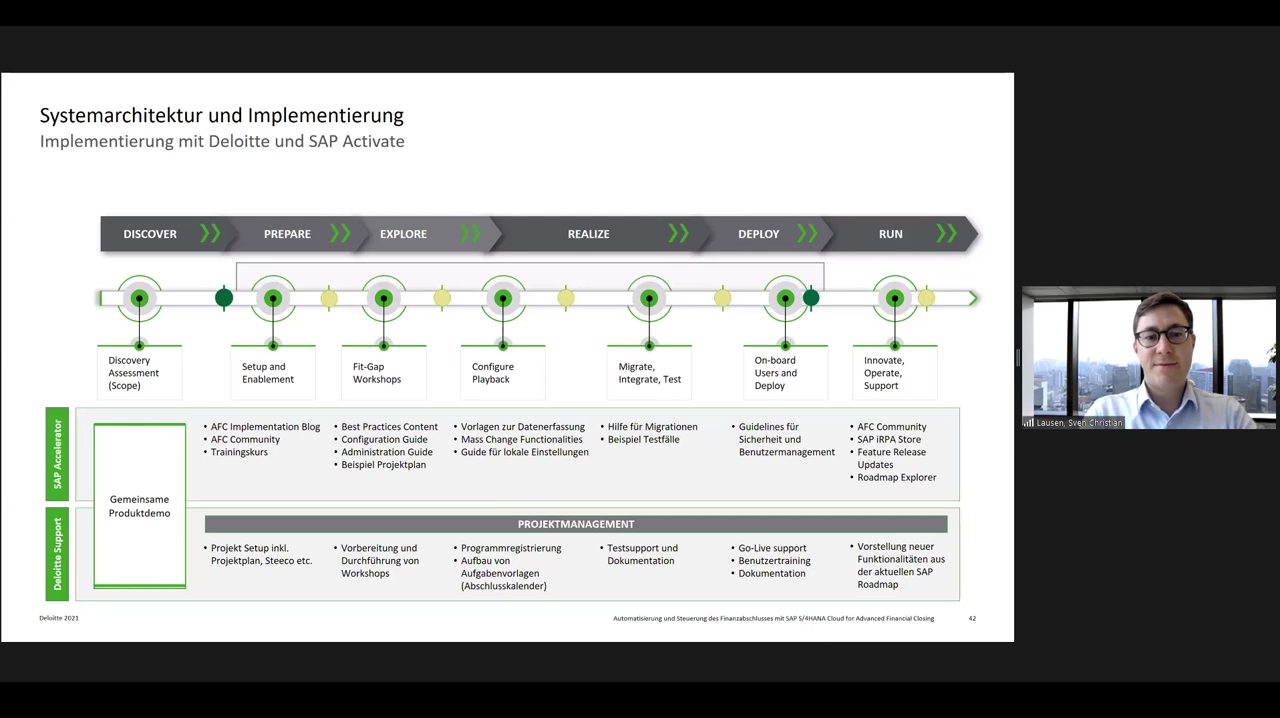 Systemarchitektur und Implementierung
Implementierung mit Deloitte und SAP Activate
DISCOVER
PREPARE
EXPLORE
REALIZE
DEPLOY
RUN
Discovery
Assessment
(Scope)
Setup and
Enablement
Fit-Gap
Workshops
Configure
Playback
Migrate,
Integrate, Test
On-board
Users and
Deploy
Innovate,
Operate,
Support
SAP Accelerator
Gemeinsame
Produktdemo
• AFC Implementation Blog
• AFC Community
• Trainingskurs
• Best Practices Content
• Configuration Guide
• Administration Guide
• Beispiel Projektplan
• Vorlagen zur Datenerfassung
• Mass Change Functionalities
• Guide für lokale Einstellungen
• Hilfe für Migrationen
• Beispiel Testfälle
• Guidelines für
Sicherheit und
Benutzermanagement
• AFC Community
• SAP iRPA Store
• Feature Release
Updates
• Roadmap Explorer
Deloitte Support
PROJEKTMANAGEMENT
• Projekt Setup inkl.
Projektplan, Steeco etc.
• Vorbereitung und
Durchführung von
Workshops
• Programmregistrierung
• Aufbau von
Aufgabenvorlagen
(Abschlusskalender)
• Testsupport und
Dokumentation
• Go-Live support
• Benutzertraining
• Dokumentation
• Vorstellung neuer
Funktionalitäten aus
der aktuellen SAP
Roadmap
Deloitte 2021
Automatisierung und Steuerung des Finanzabschlusses mit SAP S/4HANA Cloud for Advanced Financial Closing
42
Lausen, Sven Christian